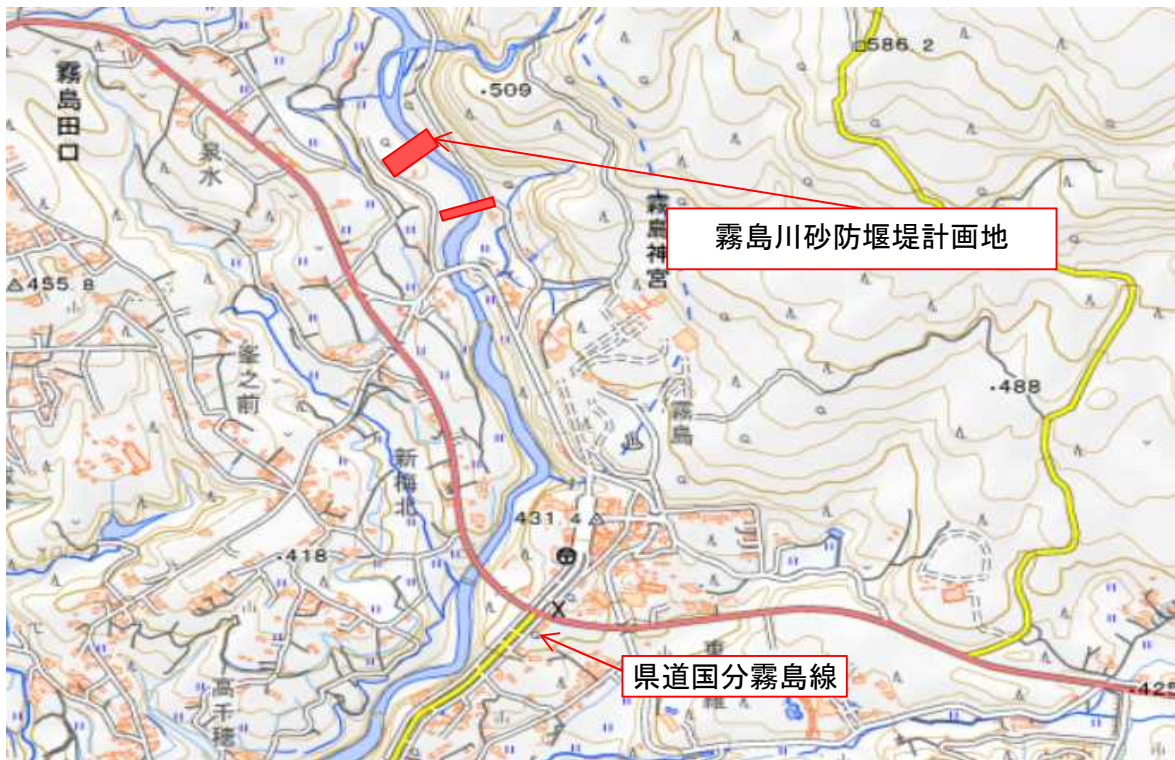 586.2
・509
霧島田口
泉水
霧島神宮
霧島川砂防堰堤計画地
455.8
峯之前
・488
霧島
新梅北
431.4
・418
X
県道国分霧島線
高千穂
・425